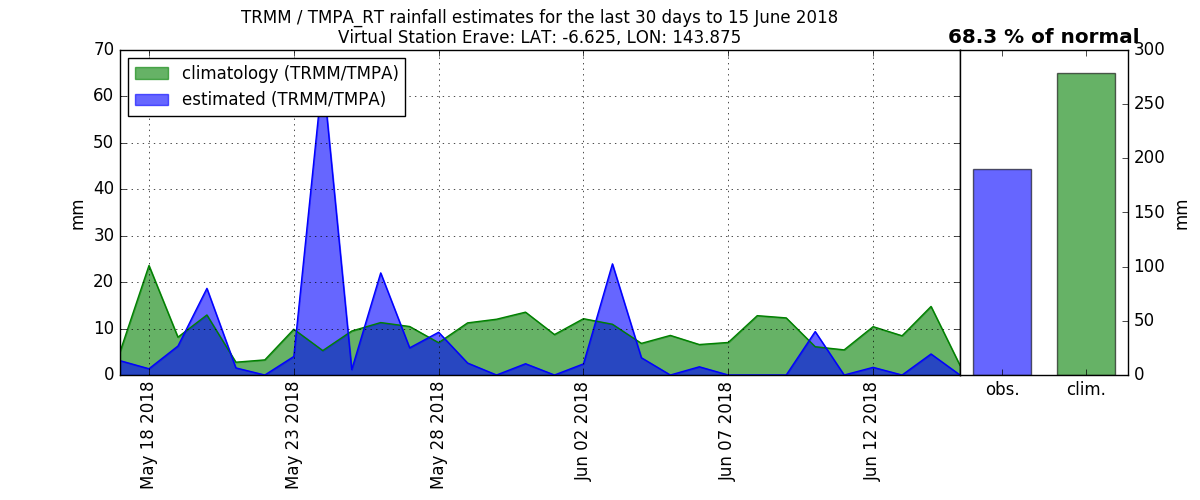 TRMM / TMPA_RT rainfall estimates for the last 30 days to 15 June 2018
Virtual Station Erave: LAT: -6.625, LON: 143.875
68.3 % of normal
climatology (TRMM/TMPA)
estimated (TRMM/TMPA)
70
60
50
40
30
20
10
0
mm
May 18 2018
May 23 2018
May 28 2018
Jun 02 2018
Jun 07 2018
Jun 12 2018
300
250
200
150
100
50
0
mm
obs.
clim.